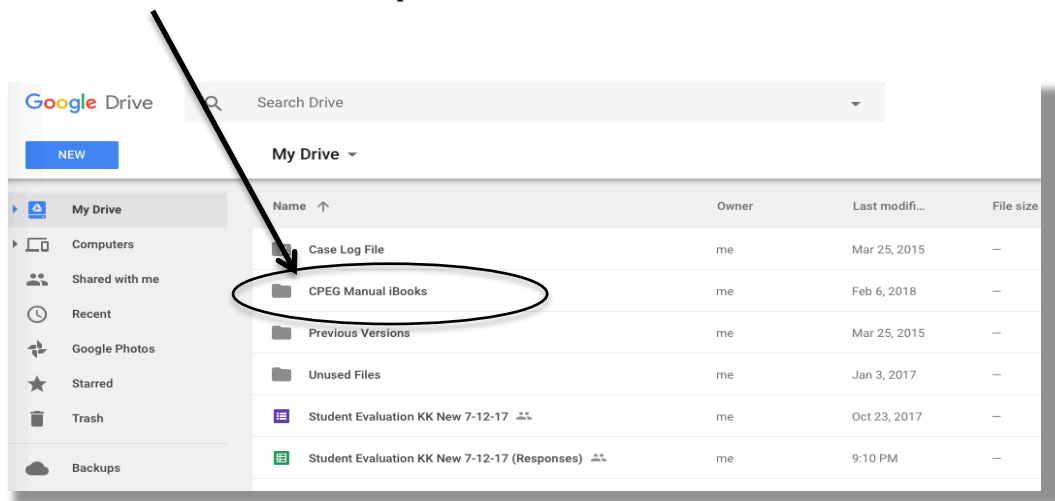 Google Drive Search Drive
NEW My Drive
My Drive Name ↑ Owner Last modifi... File size
Computers Case Log File me Mar 25, 2015 –
Shared with me CPEG Manual iBooks me Feb 6, 2018 –
Recent Previous Versions me Mar 25, 2015 –
Google Photos
Starred Unused Files me Jan 3, 2017 –
Trash Student Evaluation KK New 7-12-17 me Oct 23, 2017 –
Backups Student Evaluation KK New 7-12-17 (Responses) me 9:10 PM –